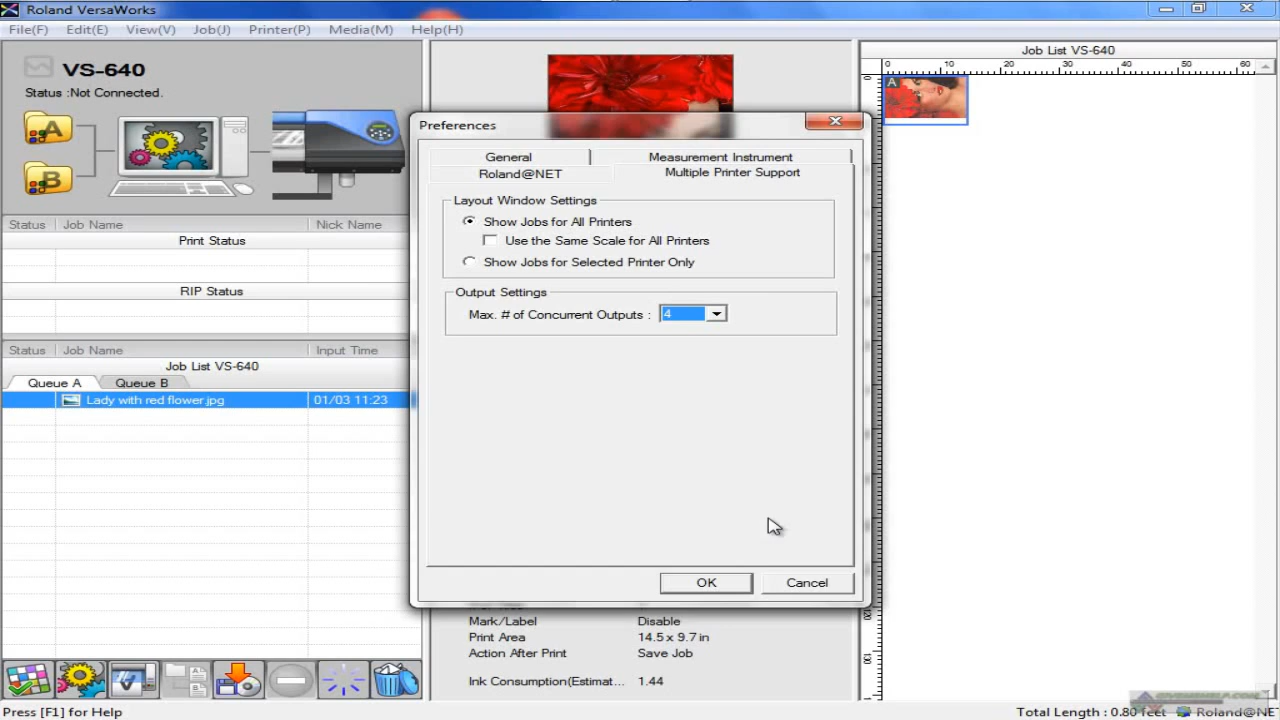 Roland VersaWorks
File(F) Edit(E) View(V) Job(J) Printer(P) Media(M) Help(H)
VS-640
Status :Not Connected.
A
B
Status Job Name Nick Name
Print Status
RIP Status
Status Job Name Input Time
Job List VS-640
Queue A Queue B
Lady with red flower.jpg 01/03 11:23
Preferences
General Measurement Instrument
Roland@NET Multiple Printer Support
Layout Window Settings
Show Jobs for All Printers
Use the Same Scale for All Printers
Show Jobs for Selected Printer Only
Output Settings
Max. # of Concurrent Outputs : 4
OK Cancel
Mark/Label Disable
Print Area 14.5 x 9.7 in
Action After Print Save Job
Ink Consumption(Estimat... 1.44
Job List VS-640
0 10 20 30 40 50 60
A
Press [F1] for Help
Total Length : 0.80 feet Roland@NE